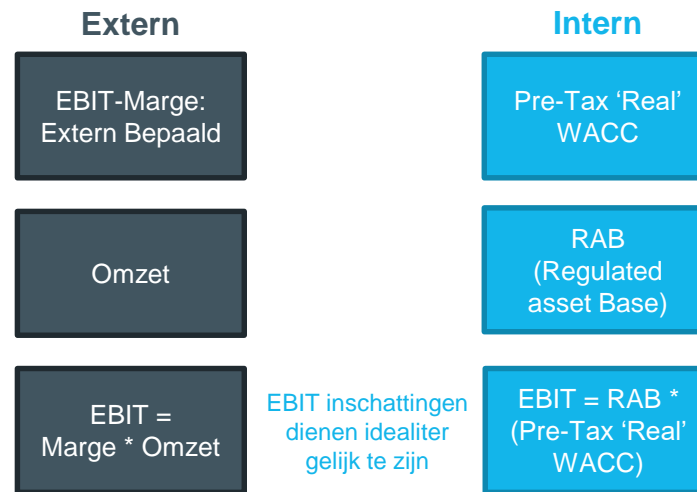 Extern
Intern
EBIT-Marge:
Extern Bepaald
Pre-Tax ‘Real’
WACC
Omzet
RAB
(Regulated
asset Base)
EBIT =
Marge * Omzet
EBIT inschattingen
dienen idealiter
gelijk te zijn
EBIT = RAB *
(Pre-Tax ‘Real’
WACC)